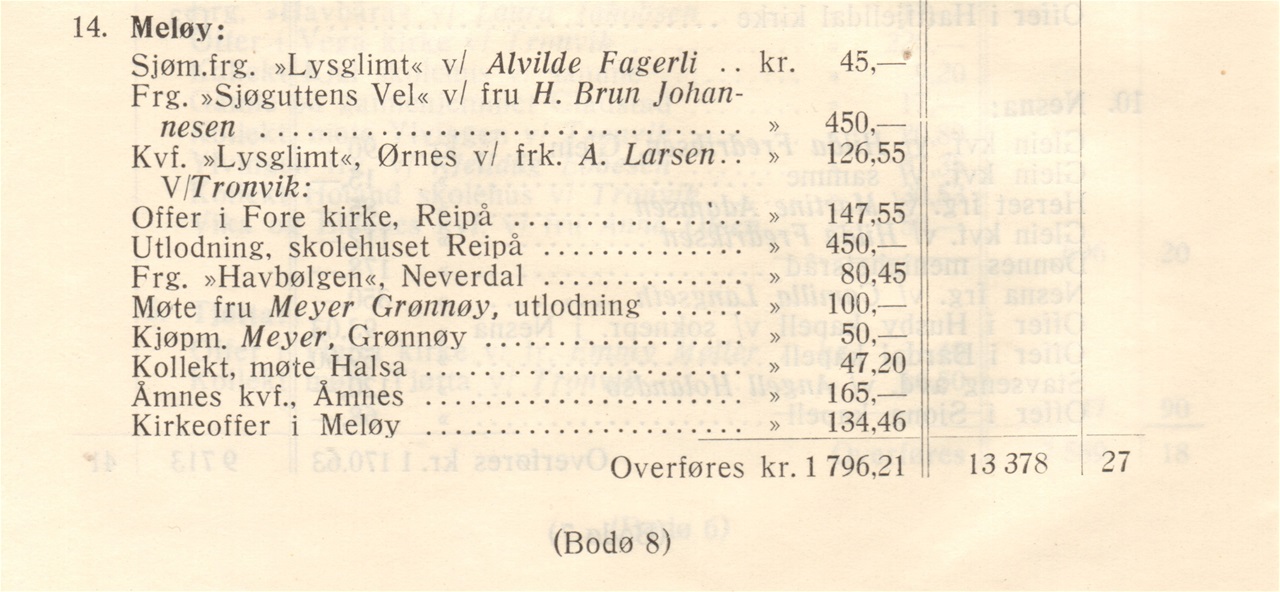 14. Meløy:
Sjøm.frg. »Lysglimt« v/ Alvilde Fagerli . . kr. 45,—
Frg. »Sjøguttens Vel« v/ fru H. Brun Johan-
nesen . . . . . . . . . . . . . . . . . . . . . . . . . . . . . . » 450,—
Kvf. »Lysglimt«, Ørnes v/ frk. A. Larsen . . » 126,55
V/Tronvik:
Offer i Fore kirke, Reipå . . . . . . . . . . . . . . . » 147,55
Utlodning, skolehuset Reipå . . . . . . . . . . . . . » 450,—
Frg. »Havbølgen«, Neverdal . . . . . . . . . . . . . » 80,45
Møte fru Meyer Grønnøy, utlodning . . . . . . » 100,—
Kjøpm. Meyer, Grønnøy . . . . . . . . . . . . . . . . » 50,—
Kollekt, møte Halsa . . . . . . . . . . . . . . . . . . . . » 47,20
Åmnes kvf., Åmnes . . . . . . . . . . . . . . . . . . . . » 165,—
Kirkeoffer i Meløy . . . . . . . . . . . . . . . . . . . . » 134,46
Overføres kr. 1 796,21 13 378 27
(Bodø 8)